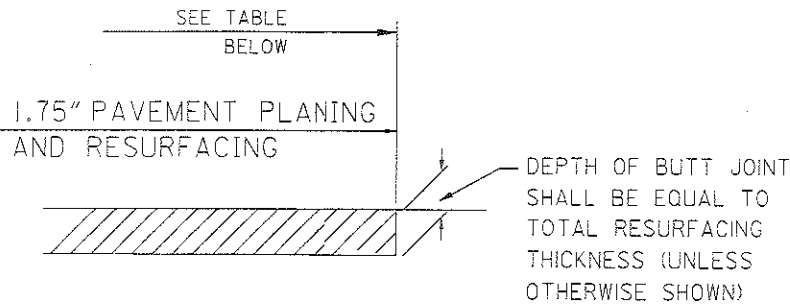 SEE TABLE
BELOW
1.75" PAVEMENT PLANING
AND RESURFACING
DEPTH OF BUTT JOINT
SHALL BE EQUAL TO
TOTAL RESURFACING
THICKNESS (UNLESS
OTHERWISE SHOWN)